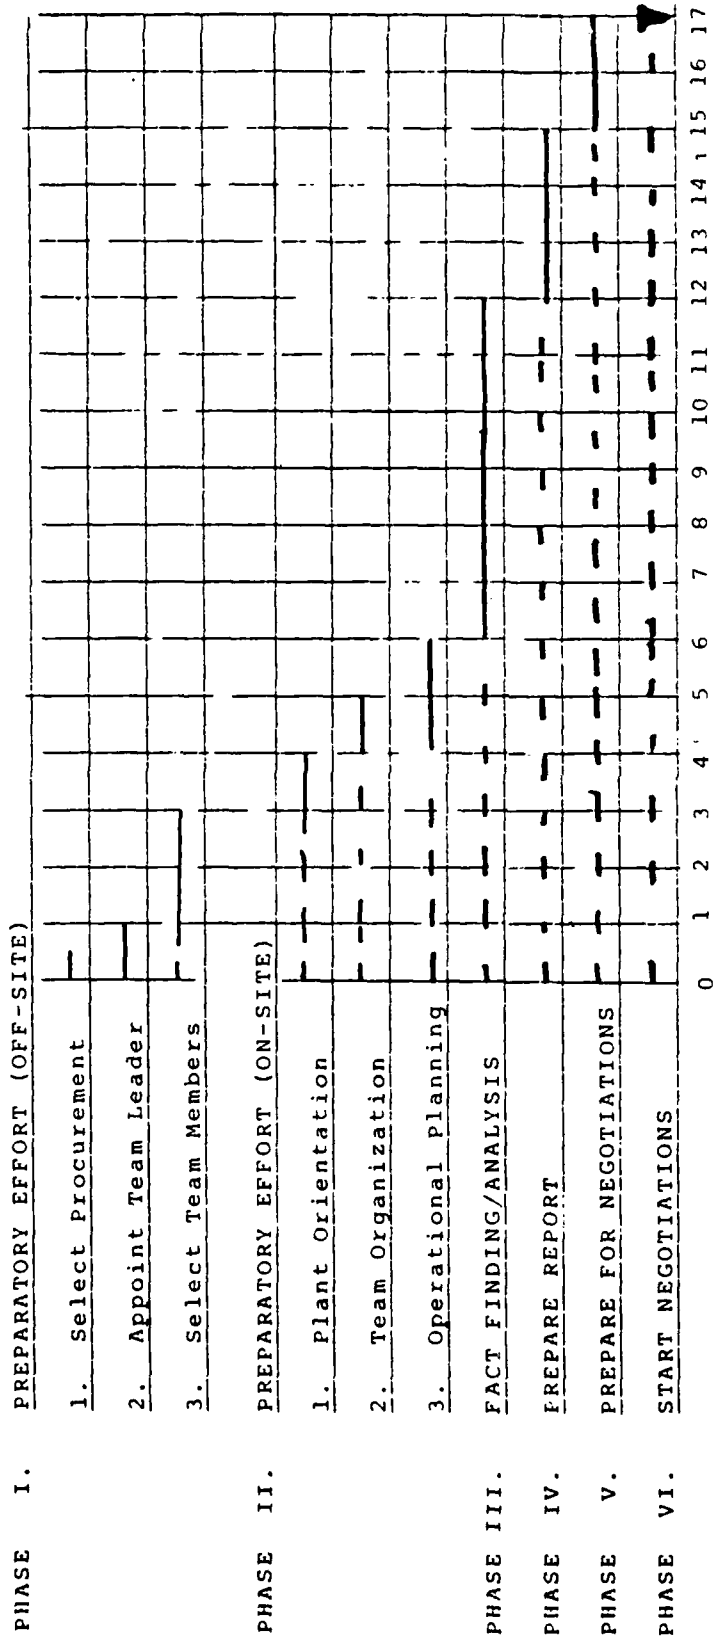 PHASE I. PREPARATORY EFFORT (OFF-SITE)
1. Select Procurement
2. Appoint Team Leader
3. Select Team Members
PHASE II. PREPARATORY EFFORT (ON-SITE)
1. Plant Orientation
2. Team Organization
3. Operational Planning
PHASE III. FACT FINDING/ANALYSIS
PHASE IV. PREPARE REPORT
PHASE V. PREPARE FOR NEGOTIATIONS
PHASE VI. START NEGOTIATIONS
0 1 2 3 4 5 6 7 8 9 10 11 12 13 14 15 16 17